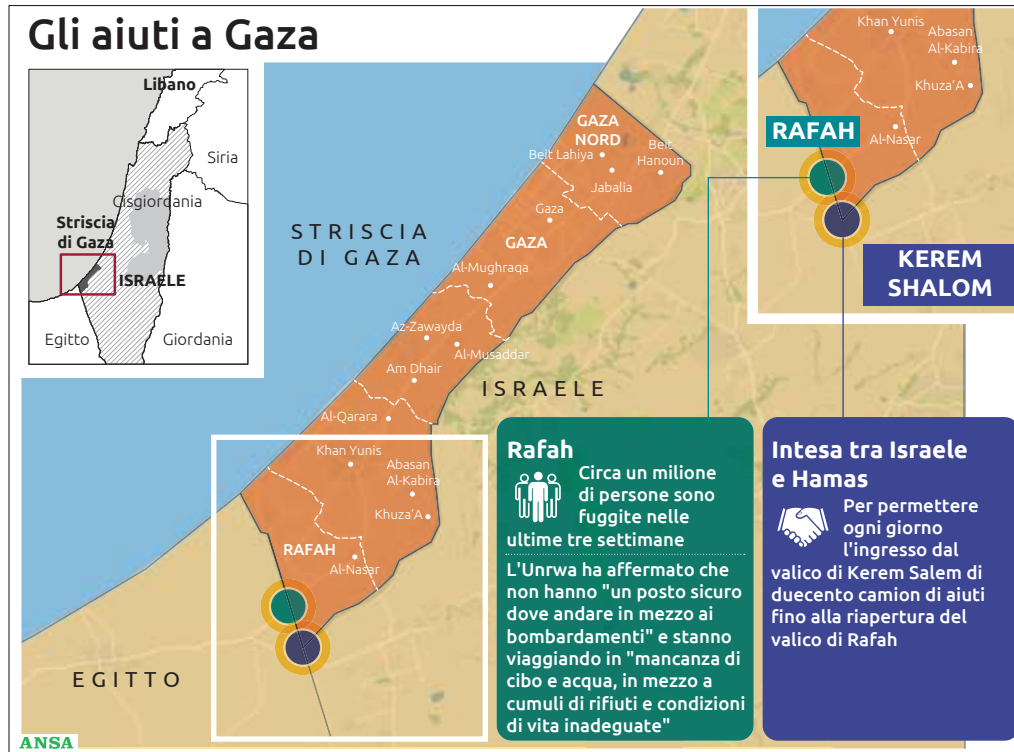 Gli aiuti a Gaza
Libano
Siria
Cisgiordania
Striscia
di Gaza
ISRAELE
Egitto
Giordania
STRISCIA
DI GAZA
GAZA
NORD
Beit Lahiya
Beit
Hanoun
Jabalia
Gaza
GAZA
Al-Mughraqa
Az-Zawayda
Al-Musaddar
Am Dhair
ISRAELE
Al-Qarara
Khan Yunis
Abasan
Al-Kabira
Khuza'A
RAFAH
Al-Nasar
EGITTO
Khan Yunis
Abasan
Al-Kabira
Khuza'A
RAFAH
Al-Nasar
KEREM
SHALOM
Rafah
Circa un milione
di persone sono
fuggite nelle
ultime tre settimane
L'Unrwa ha affermato che
non hanno "un posto sicuro
dove andare in mezzo ai
bombardamenti" e stanno
viaggiando in "mancanza di
cibo e acqua, in mezzo a
cumuli di rifiuti e condizioni
di vita inadeguate"
Intesa tra Israele
e Hamas
Per permettere
ogni giorno
l'ingresso dal
valico di Kerem Salem di
duecento camion di aiuti
fino alla riapertura del
valico di Rafah
ANSA